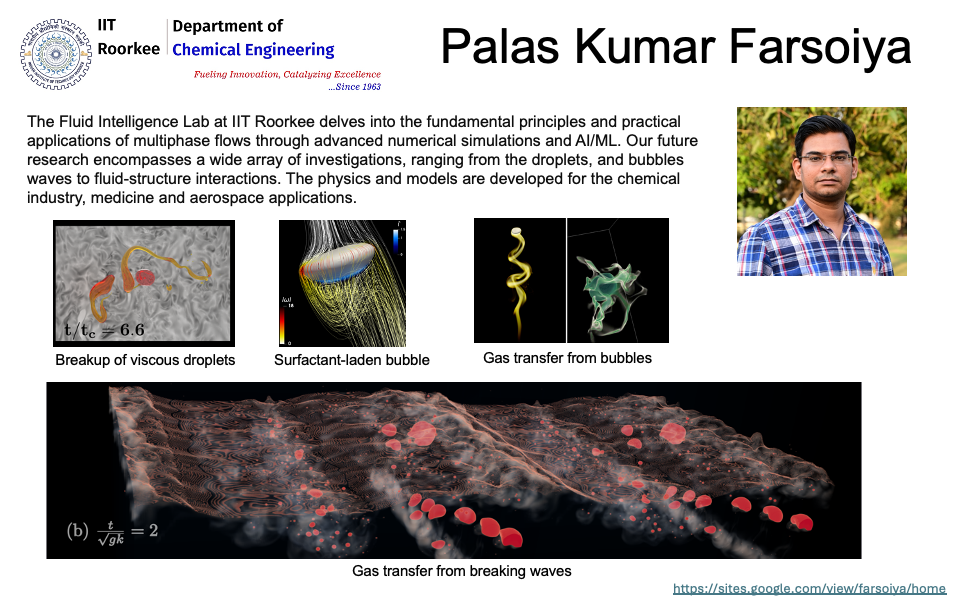 IIT
Roorkee
Department of
Chemical Engineering
Fueling Innovation, Catalyzing Excellence
...Since 1963
Palas Kumar Farsoiya
The Fluid Intelligence Lab at IIT Roorkee delves into the fundamental principles and practical
applications of multiphase flows through advanced numerical simulations and AI/ML. Our future
research encompasses a wide array of investigations, ranging from the droplets, and bubbles
waves to fluid-structure interactions. The physics and models are developed for the chemical
industry, medicine and aerospace applications.
t/t_c = 6.6
|ω|
Breakup of viscous droplets
Surfactant-laden bubble
Gas transfer from bubbles
(b) t/√gk = 2
Gas transfer from breaking waves
https://sites.google.com/view/farsoiya/home